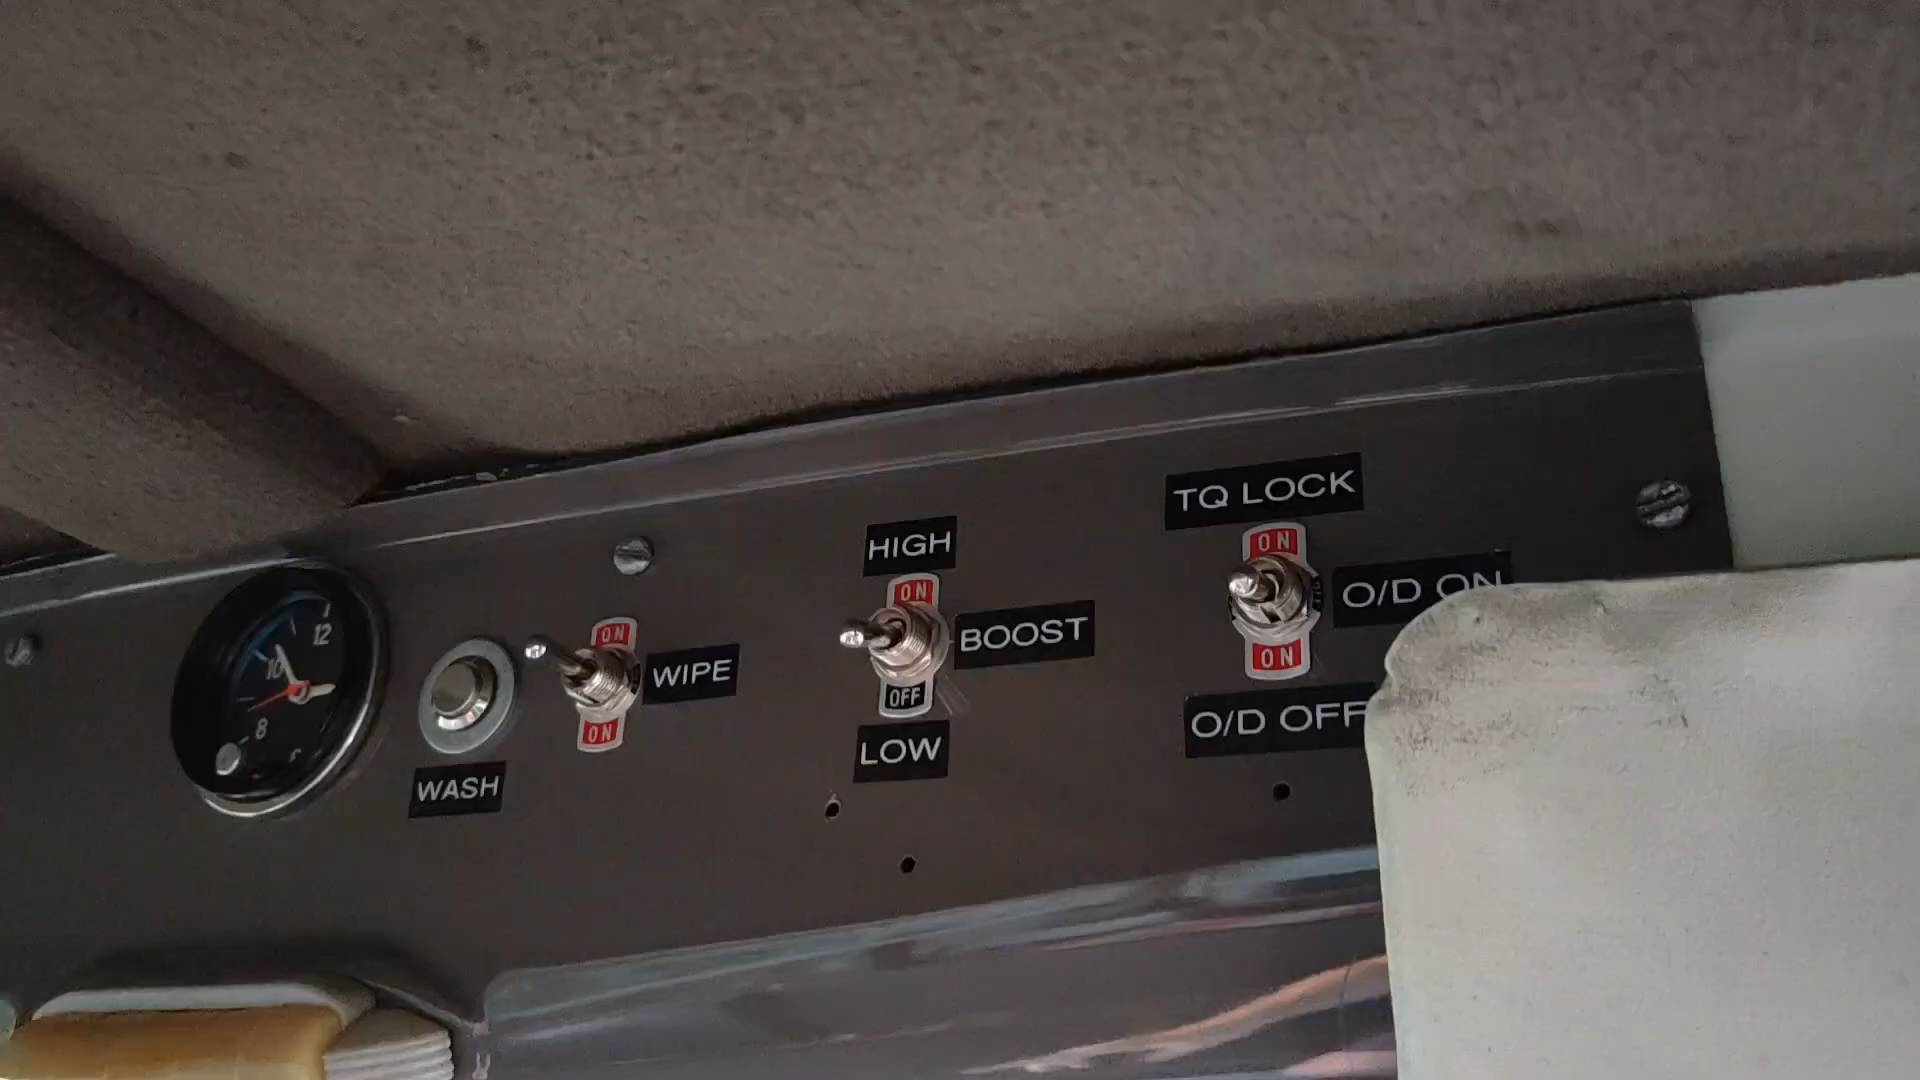 12
10
8
WASH
ON
WIPE
ON
HIGH
ON
BOOST
OFF
LOW
TQ LOCK
ON
O/D ON
ON
O/D OFF